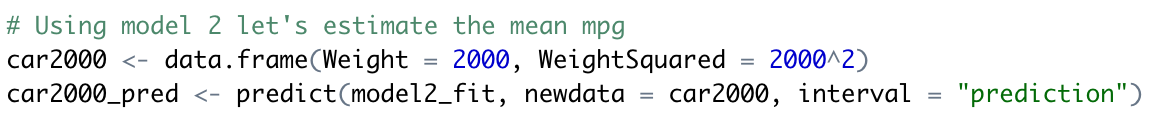 # Using model 2 let's estimate the mean mpg
car2000 <- data.frame(Weight = 2000, WeightSquared = 2000^2)
car2000_pred <- predict(model2_fit, newdata = car2000, interval = "prediction")